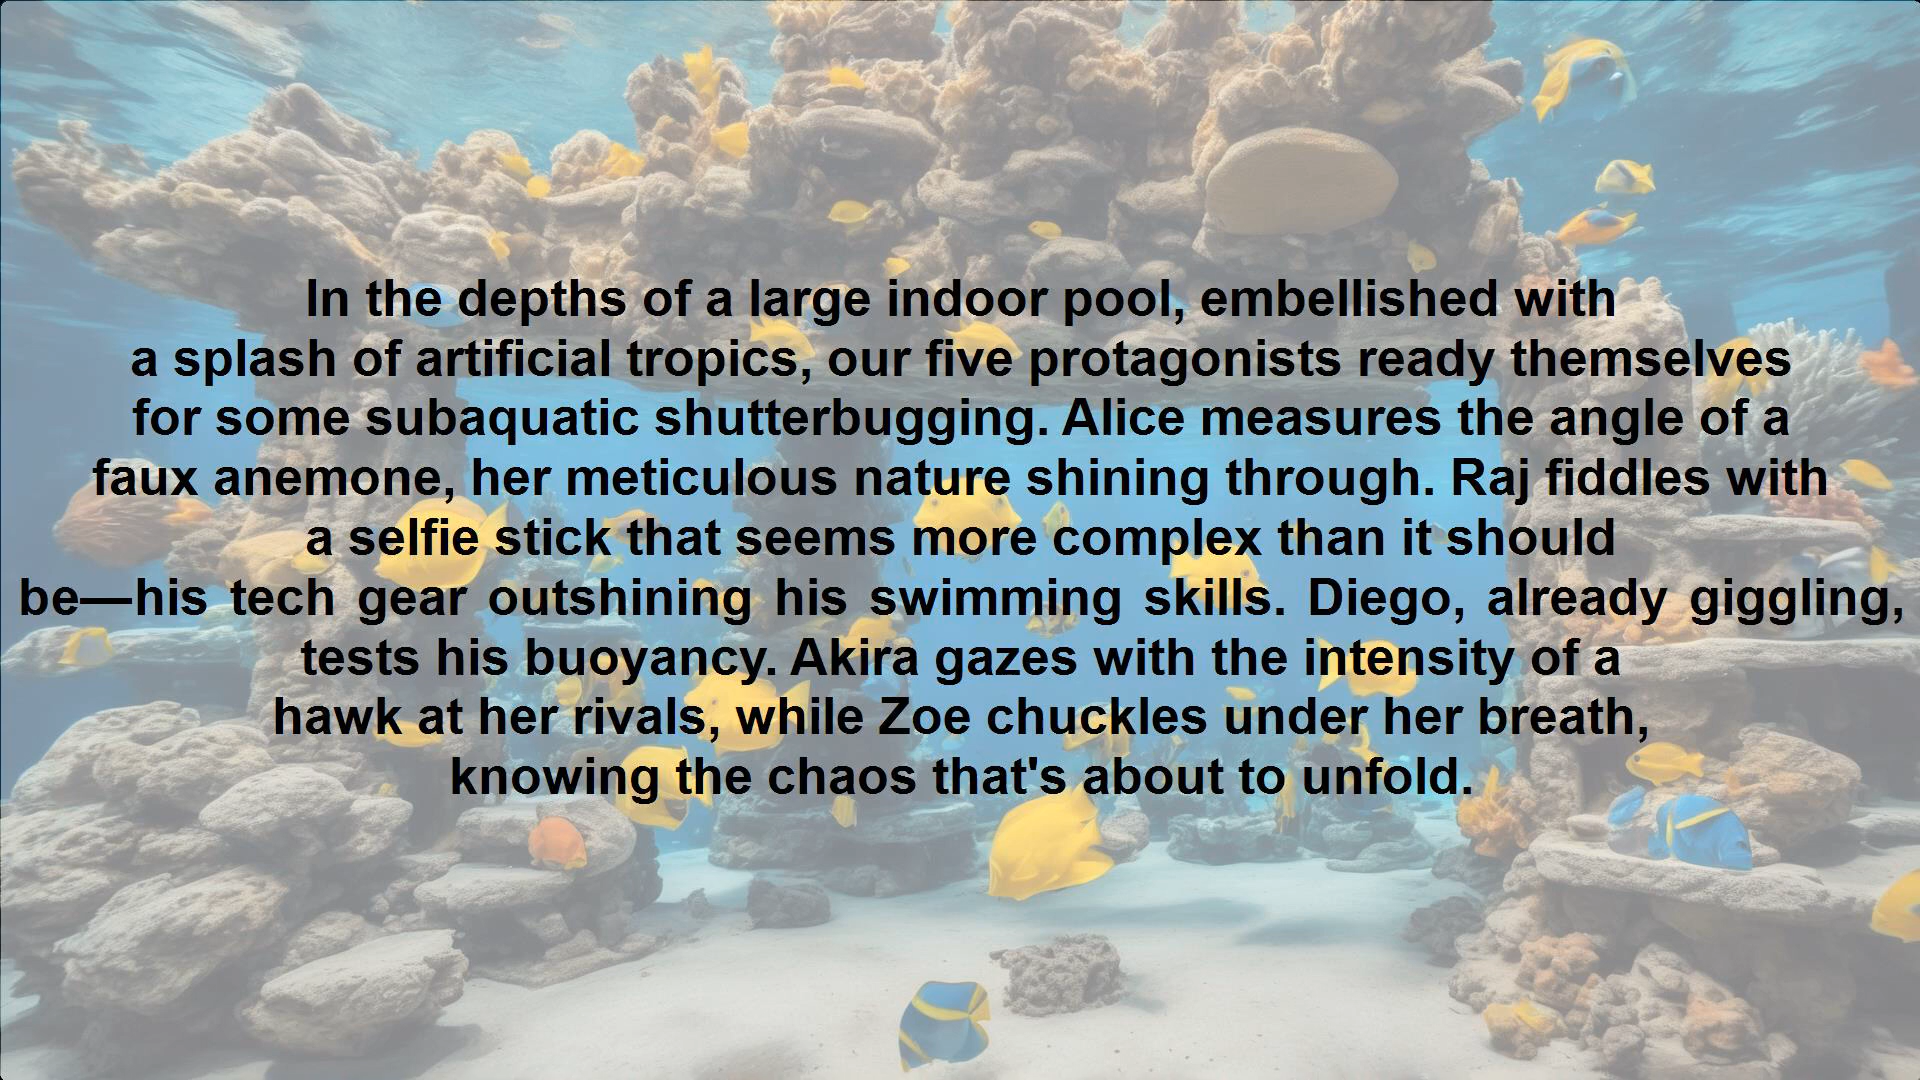 In the depths of a large indoor pool, embellished with
a splash of artificial tropics, our five protagonists ready themselves
for some subaquatic shutterbugging. Alice measures the angle of a
faux anemone, her meticulous nature shining through. Raj fiddles with
a selfie stick that seems more complex than it should
be—his tech gear outshining his swimming skills. Diego, already giggling,
tests his buoyancy. Akira gazes with the intensity of a
hawk at her rivals, while Zoe chuckles under her breath,
knowing the chaos that's about to unfold.